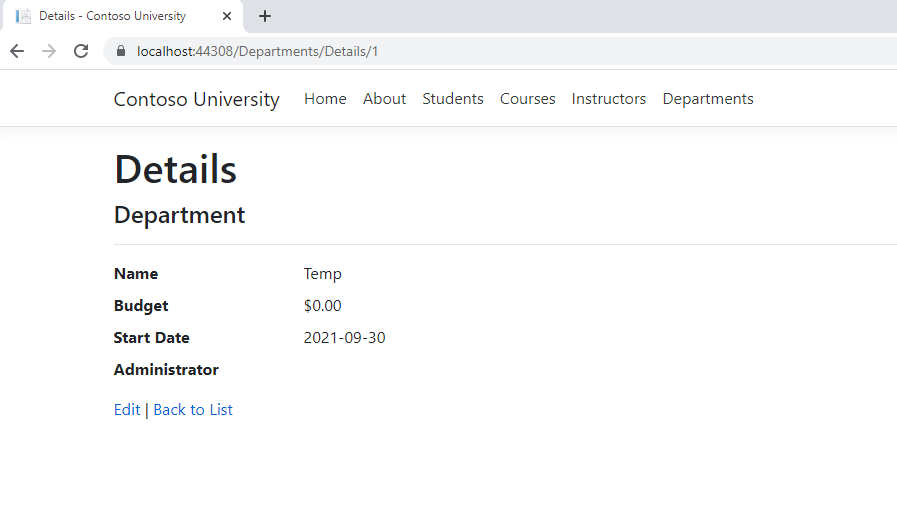 Details - Contoso University
localhost:44308/Departments/Details/1
Contoso University Home About Students Courses Instructors Departments
Details
Department
Name Temp
Budget $0.00
Start Date 2021-09-30
Administrator
Edit | Back to List